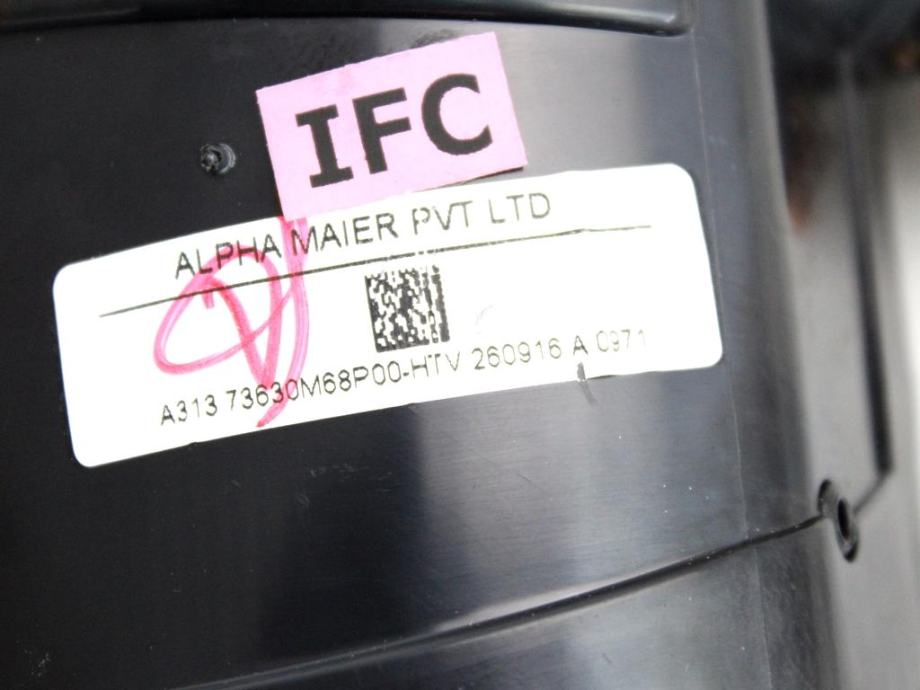 IFC
ALPHA MAIER PVT LTD
A313 73630M68P00-HTV 260916 A 0971